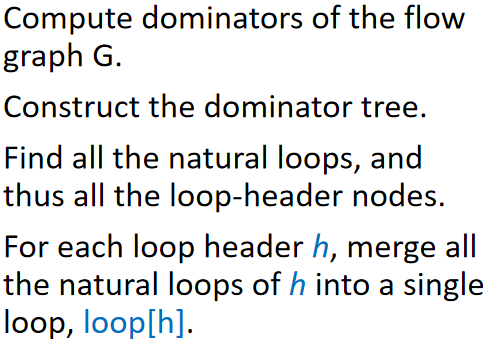 Compute dominators of the flow
graph G.
Construct the dominator tree.
Find all the natural loops, and
thus all the loop-header nodes.
For each loop header h, merge all
the natural loops of h into a single
loop, loop[h].